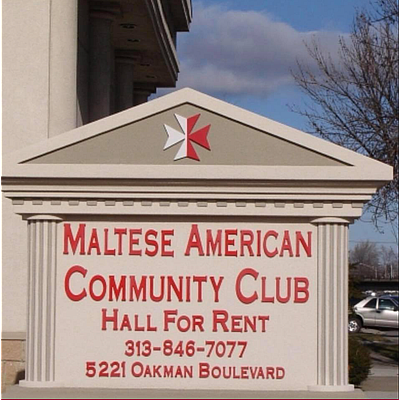 MALTESE AMERICAN
COMMUNITY CLUB
HALL FOR RENT
313-846-7077
5221 OAKMAN BOULEVARD